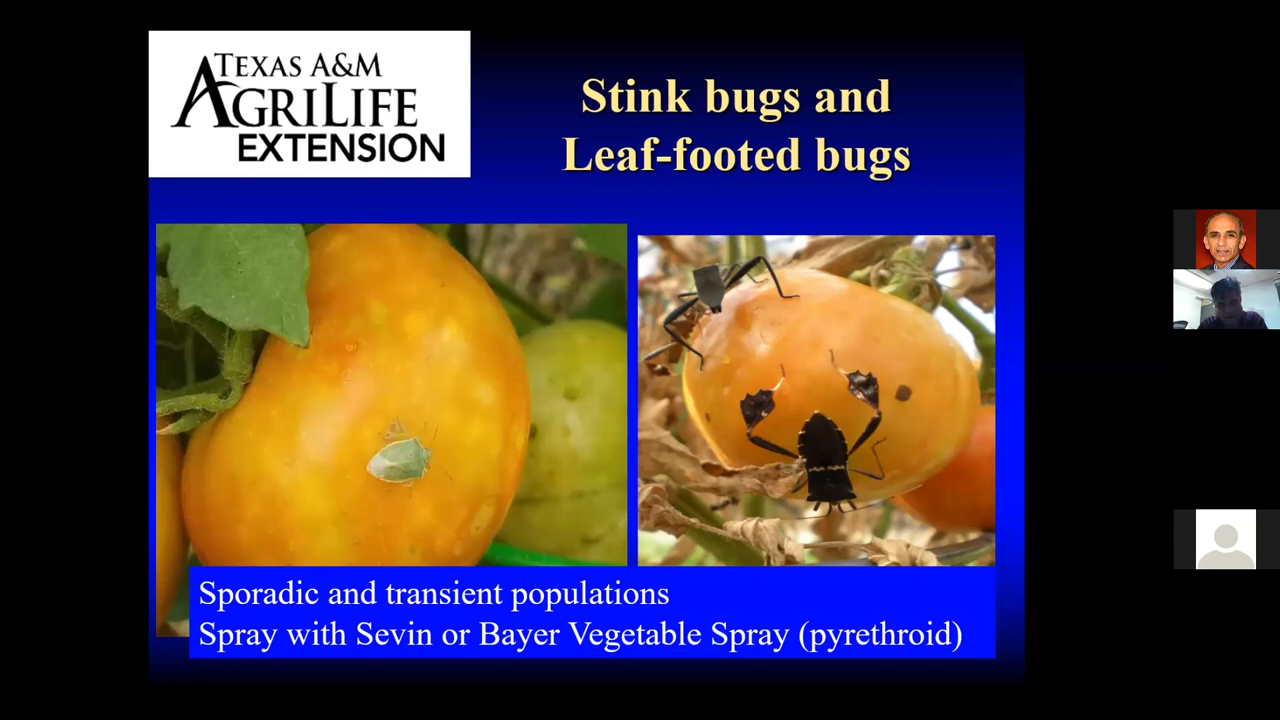 TEXAS A&M
AGRILIFE
EXTENSION
Stink bugs and
Leaf-footed bugs
Sporadic and transient populations
Spray with Sevin or Bayer Vegetable Spray (pyrethroid)